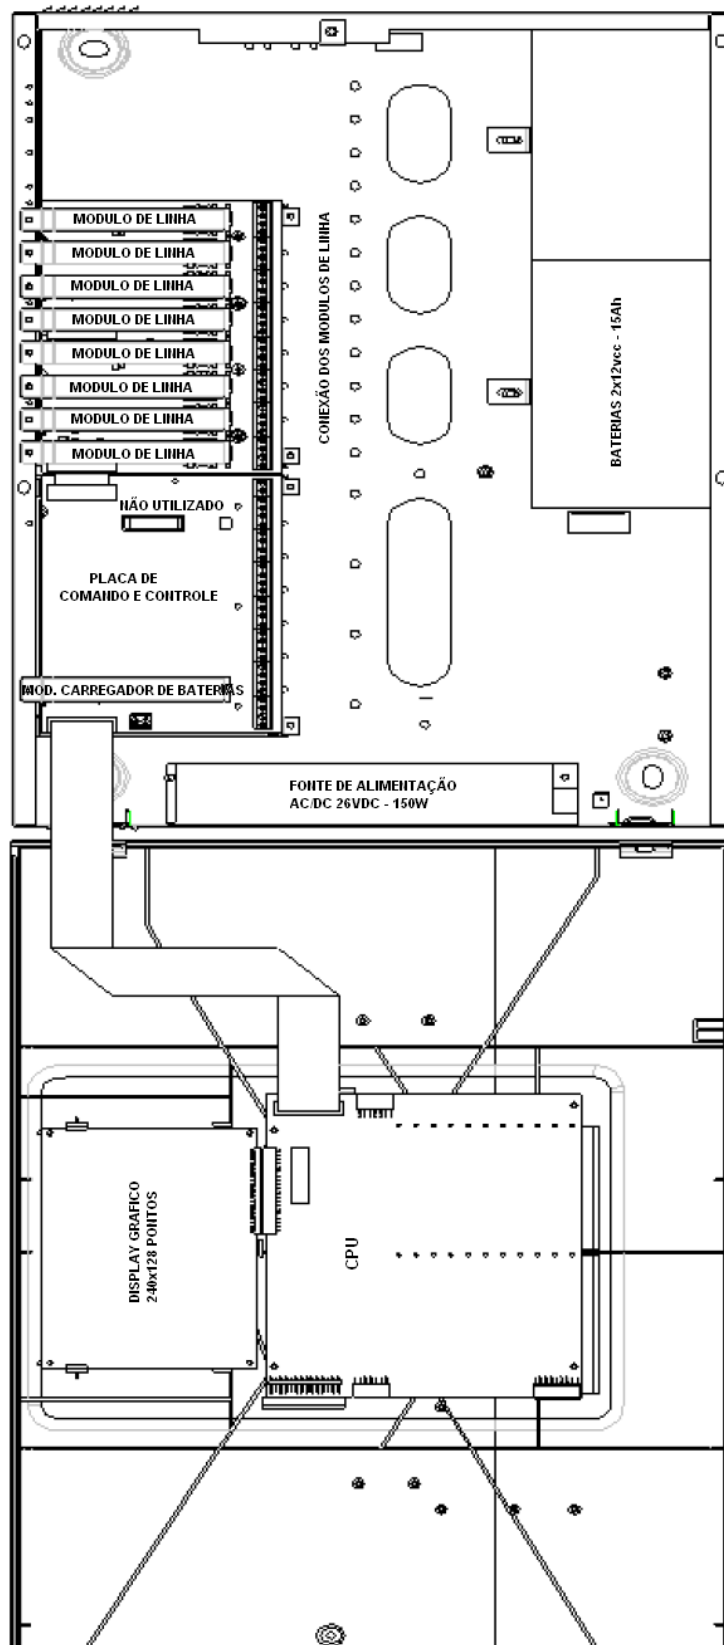 MODULO DE LINHA
MODULO DE LINHA
MODULO DE LINHA
MODULO DE LINHA
MODULO DE LINHA
MODULO DE LINHA
MODULO DE LINHA
MODULO DE LINHA
CONEXÃO DOS MODULOS DE LINHA
BATERIAS 2x12vcc - 15Ah
NÃO UTILIZADO
PLACA DE
COMANDO E CONTROLE
MOD. CARREGADOR DE BATERIAS
FONTE DE ALIMENTAÇÃO
AC/DC 26VDC - 150W
DISPLAY GRAFICO
240x128 PONTOS
CPU